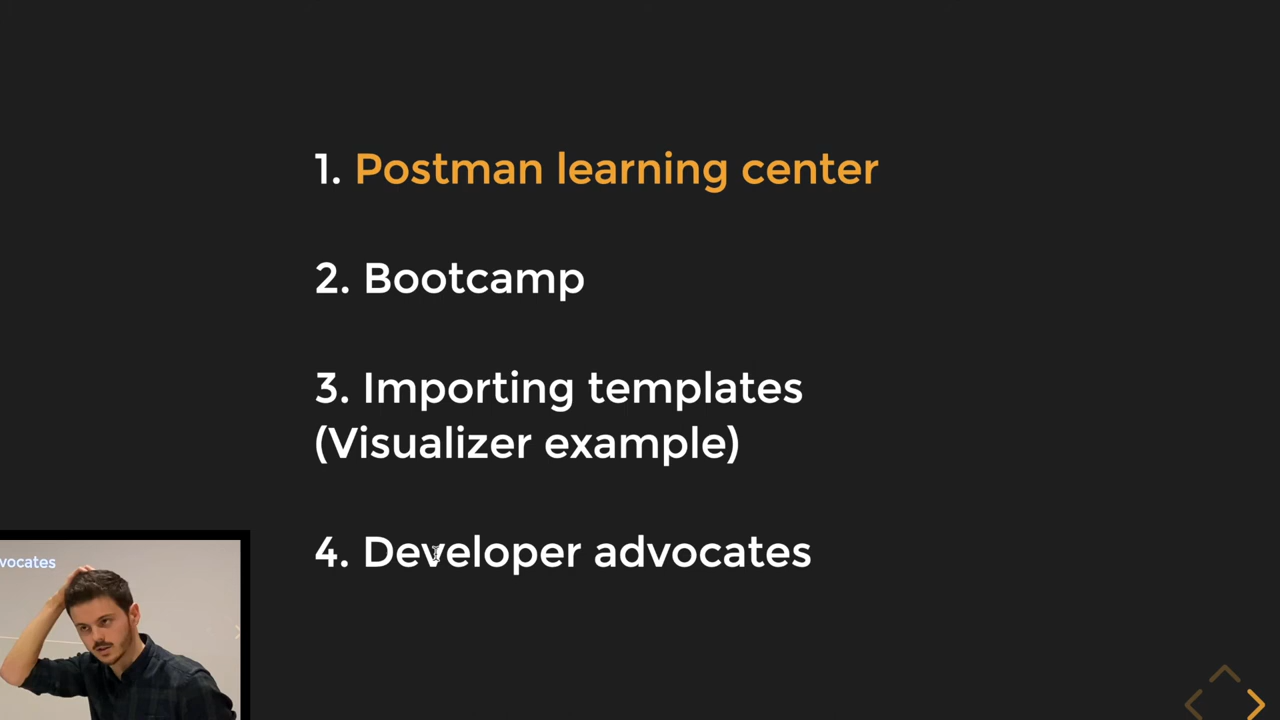 1. Postman learning center
2. Bootcamp
3. Importing templates
(Visualizer example)
4. Developer advocates
vocates